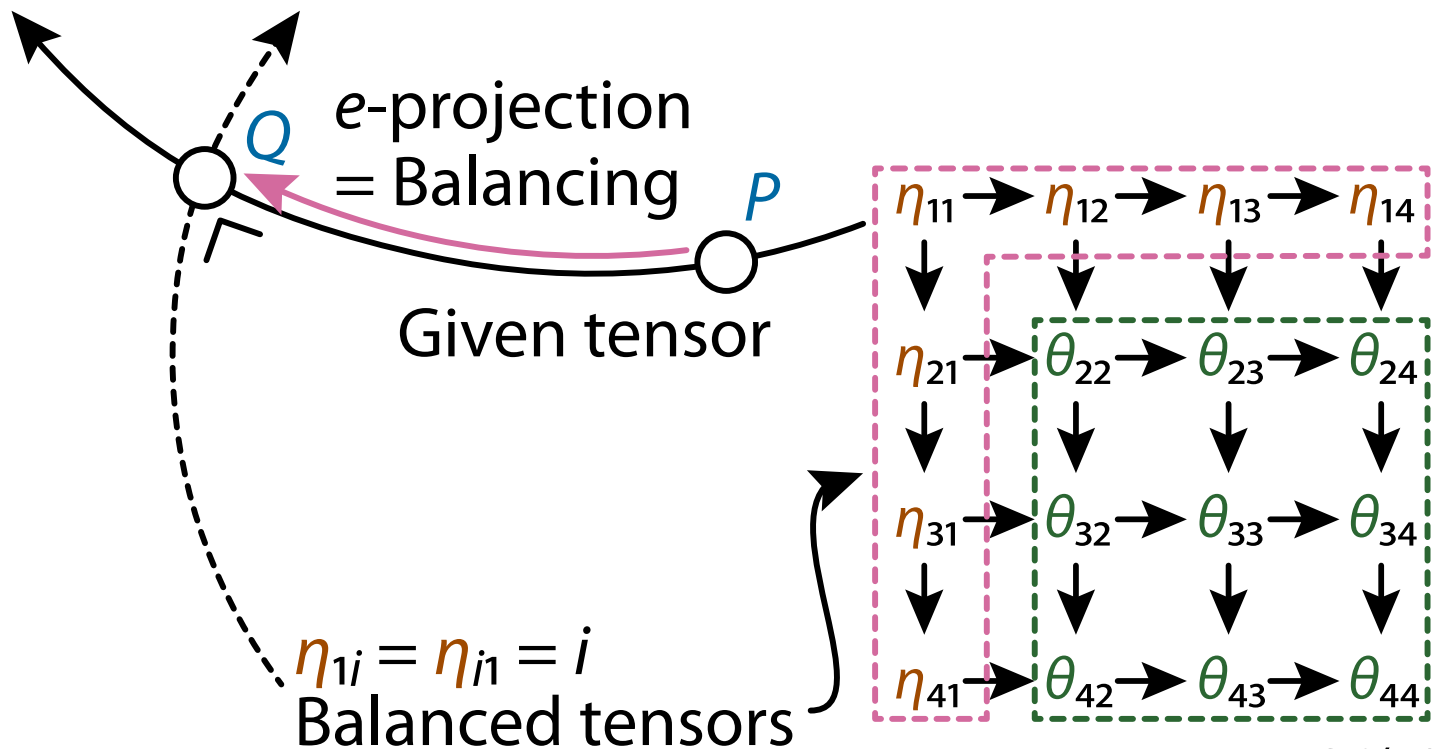 e-projection
= Balancing
Q
P
Given tensor
η11 η12 η13 η14
η21 θ22 θ23 θ24
η31 θ32 θ33 θ34
η41 θ42 θ43 θ44
η1i = ηi1 = i
Balanced tensors